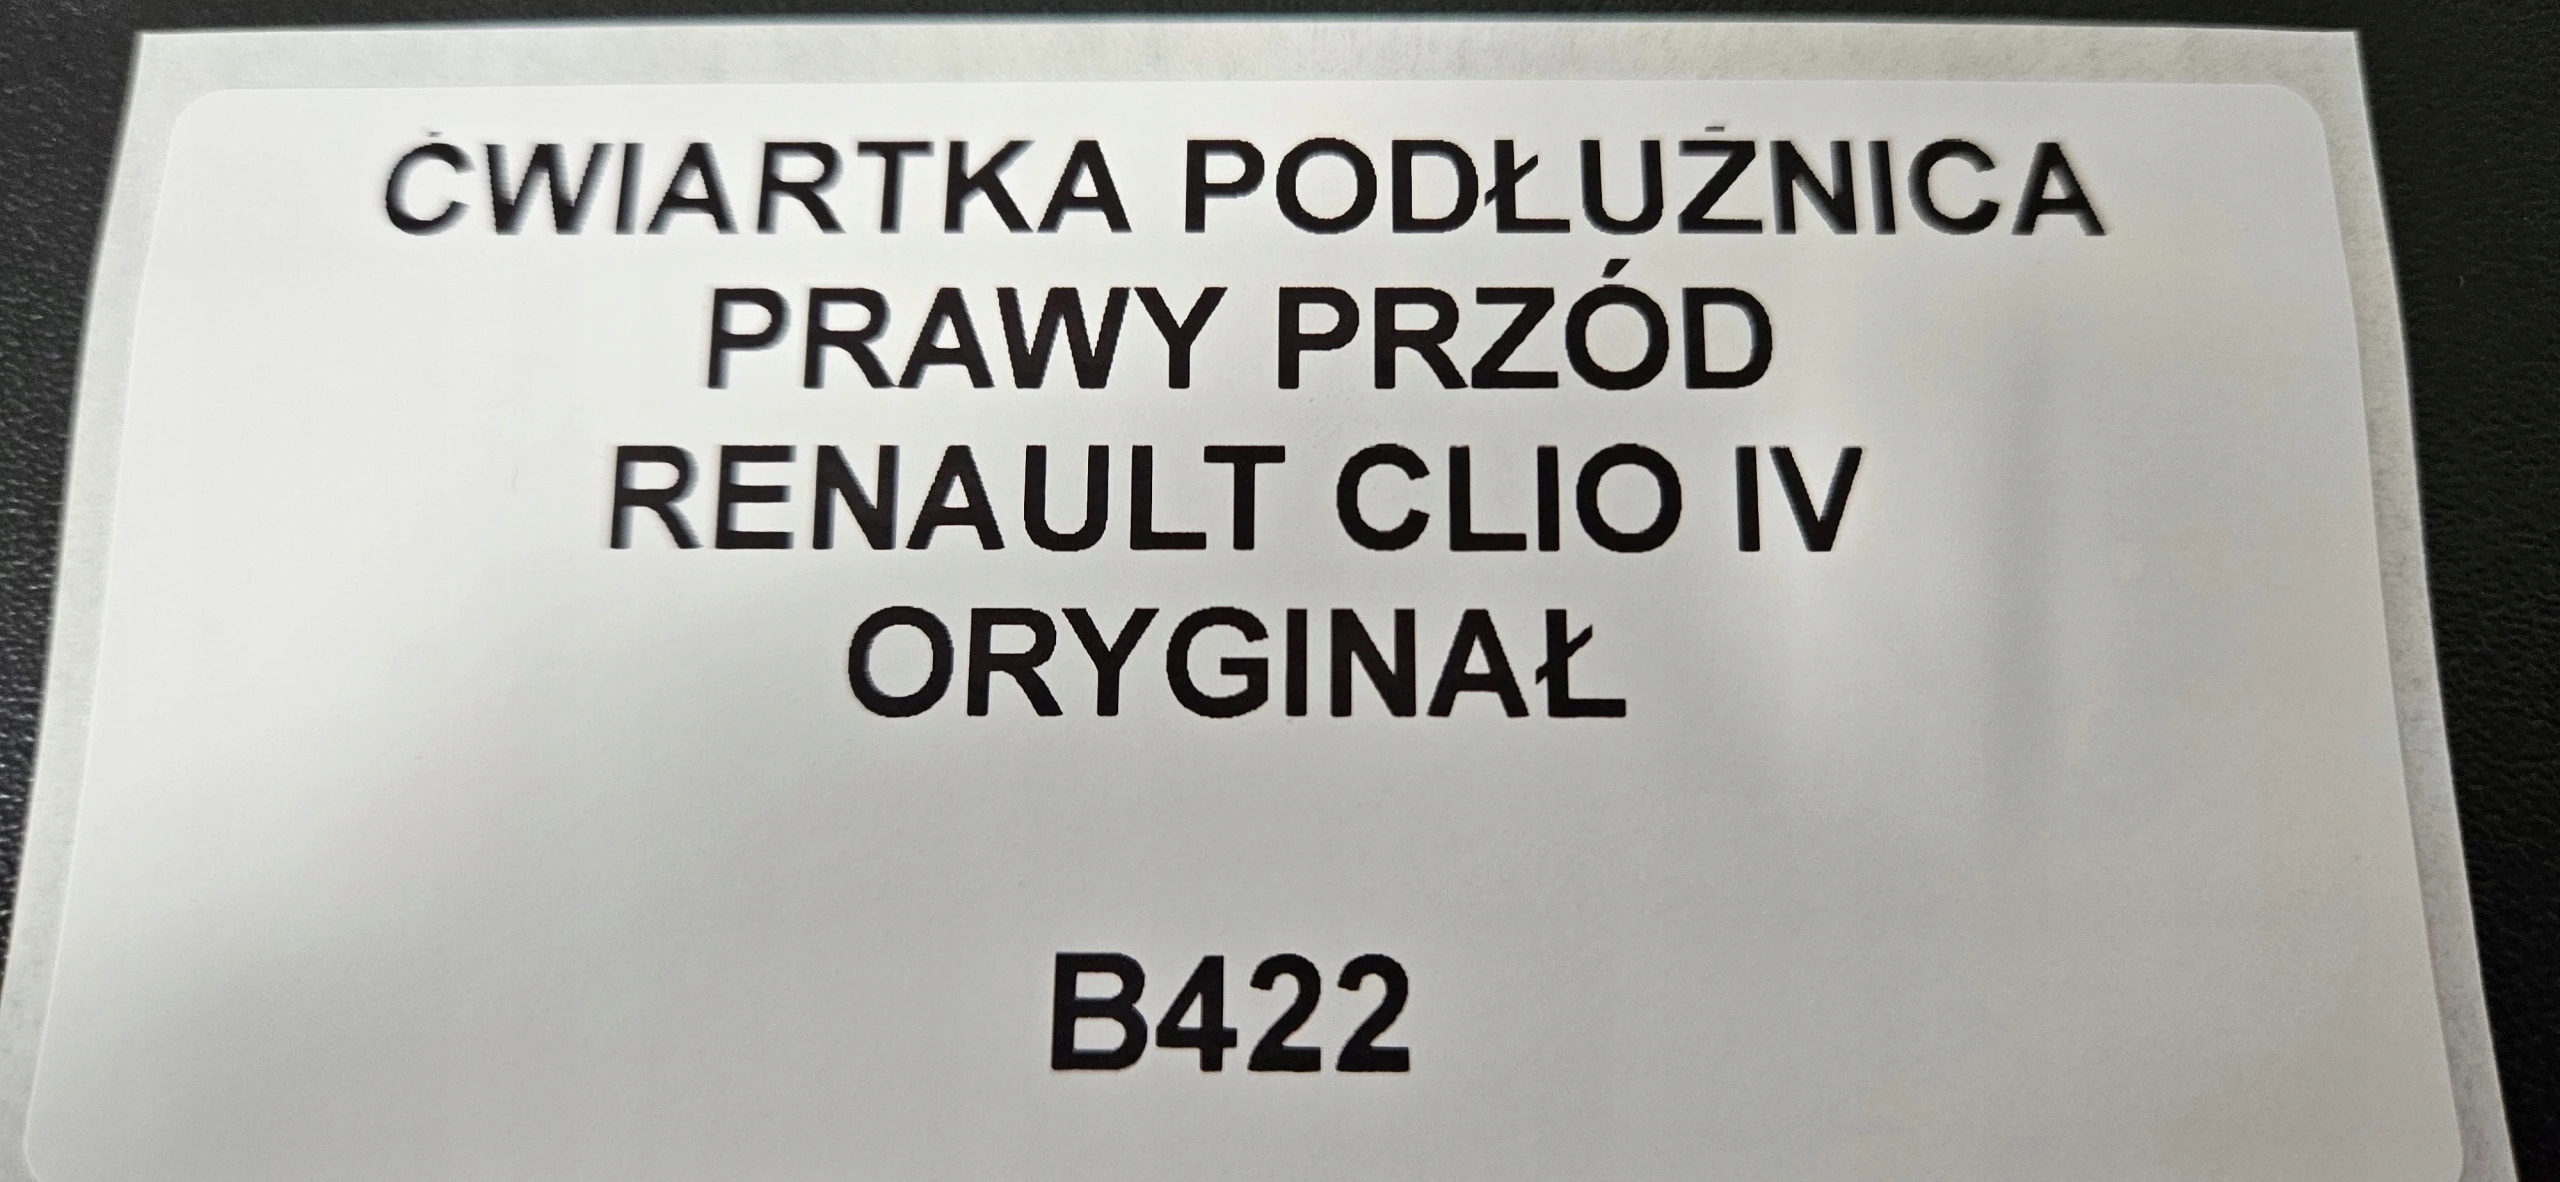 ĆWIARTKA PODŁUŻNICA
PRAWY PRZÓD
RENAULT CLIO IV
ORYGINAŁ
B422